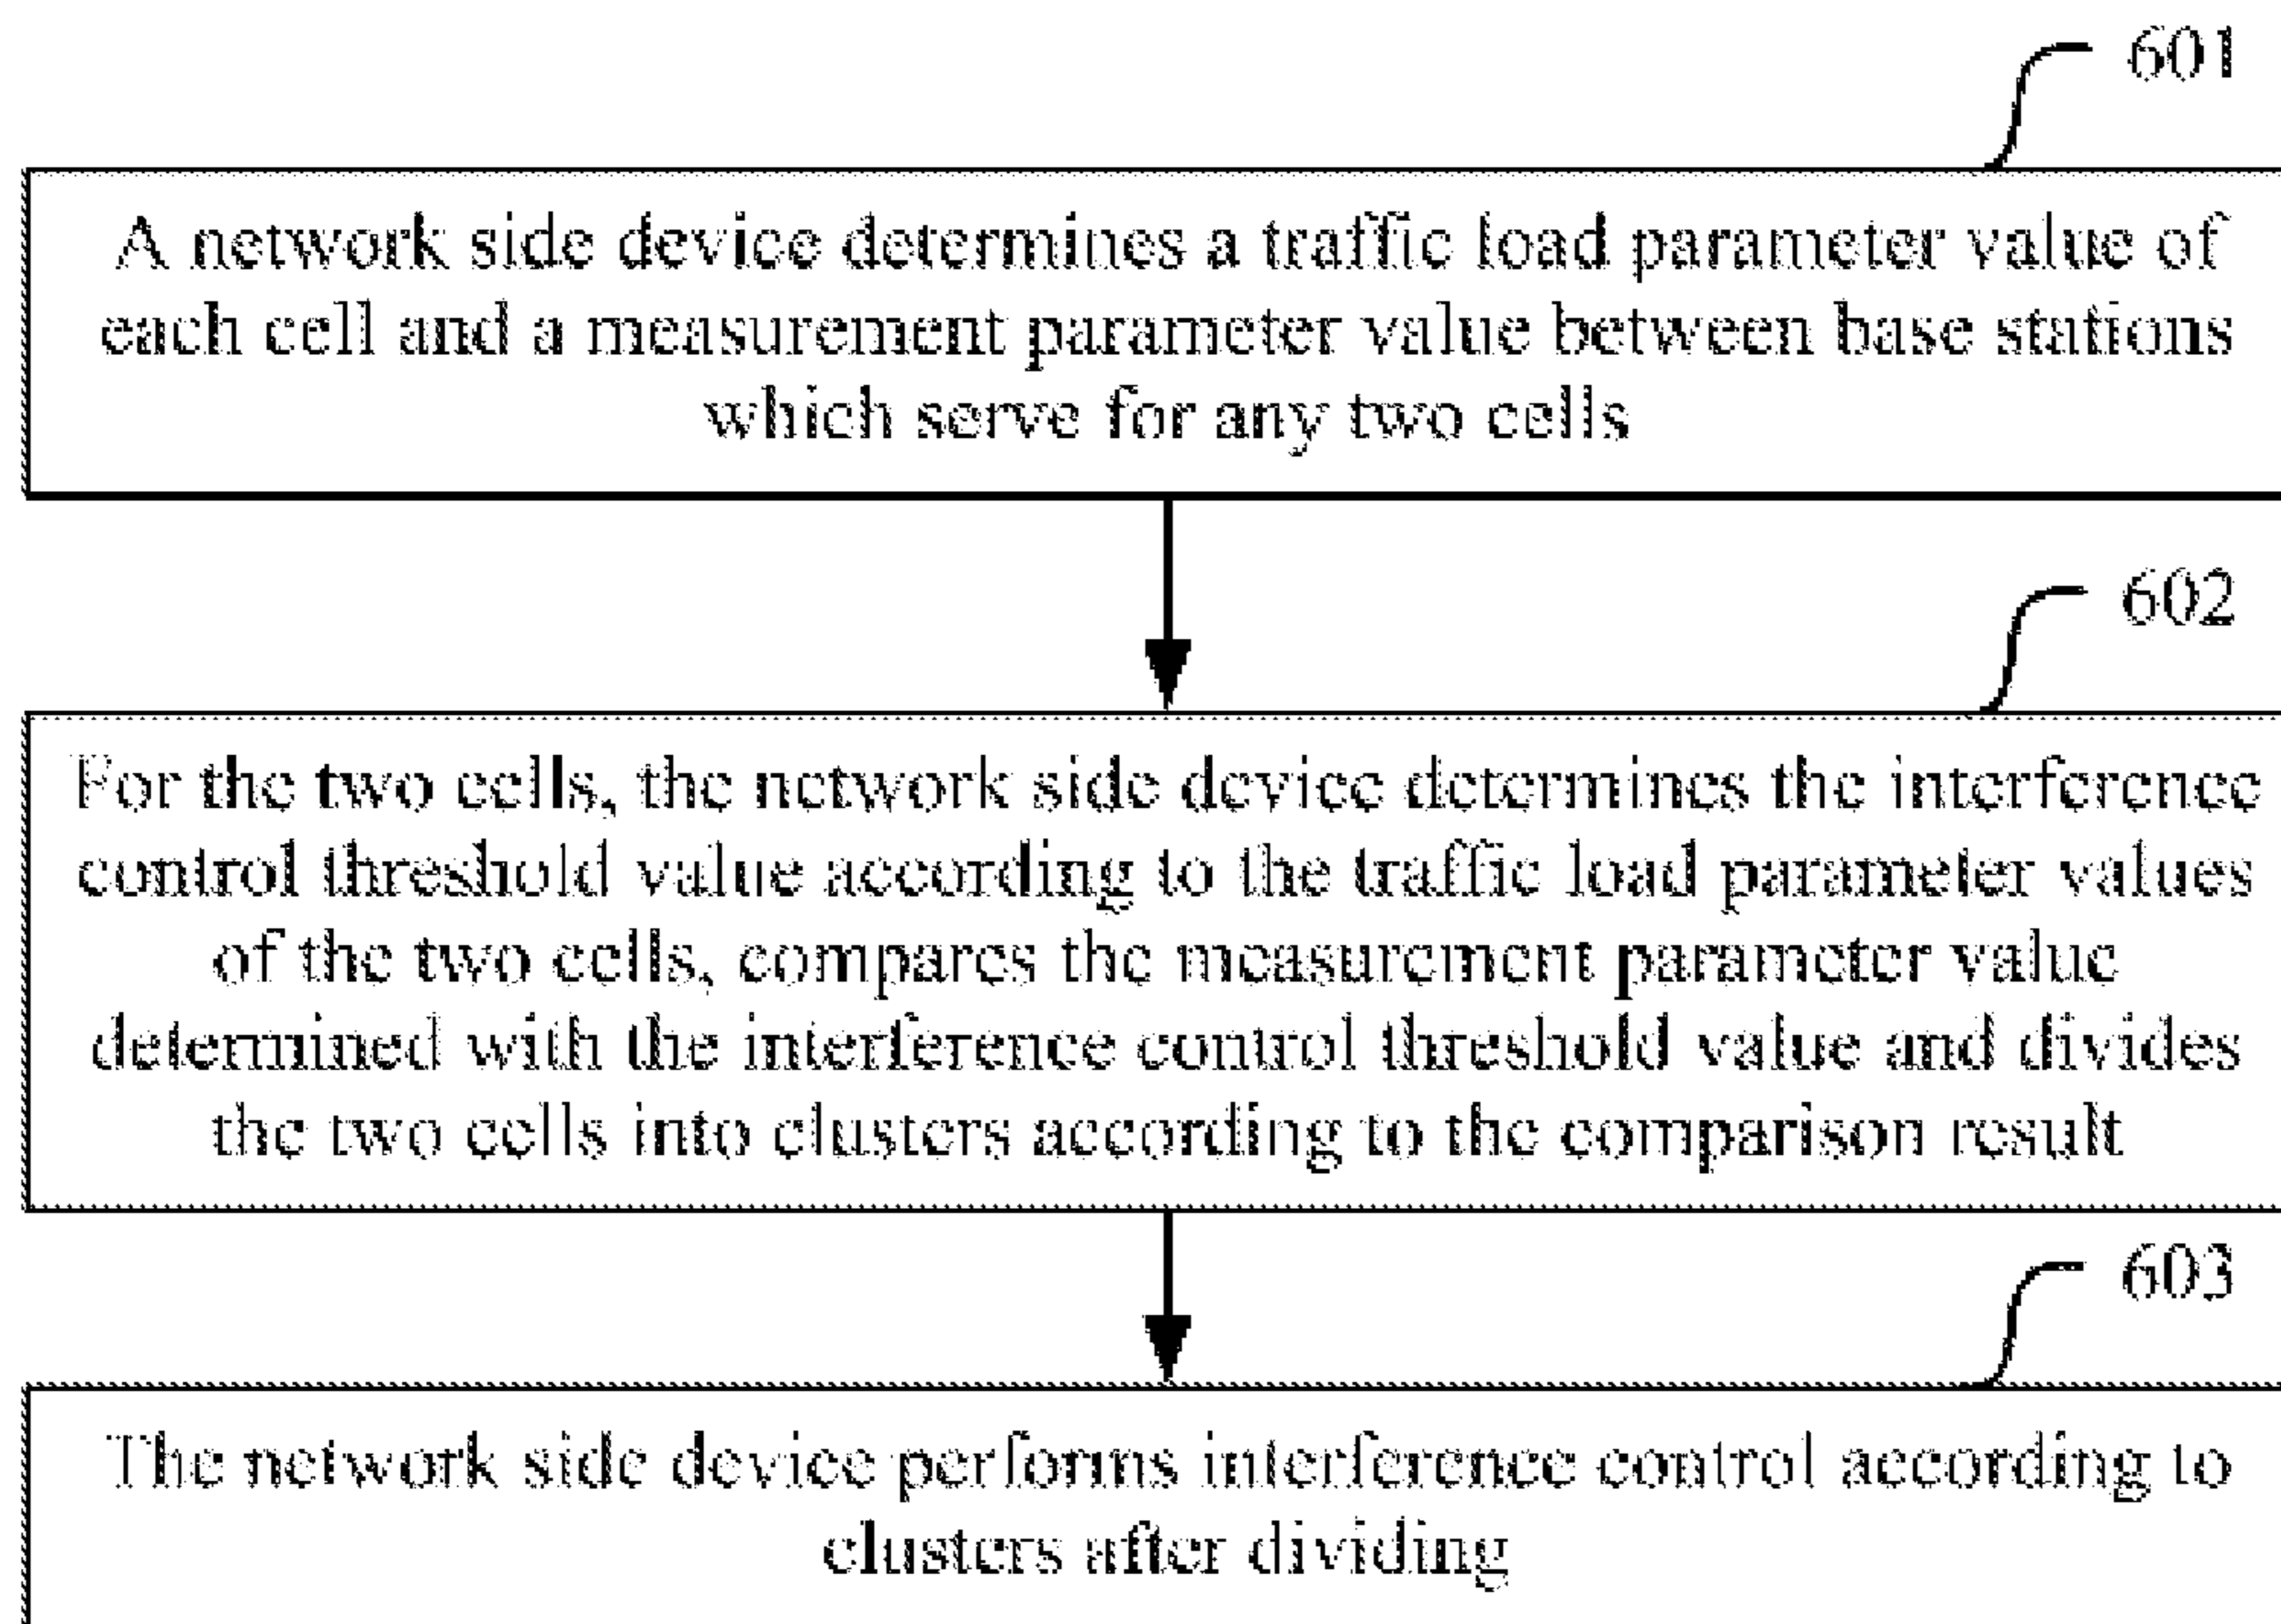 601
A network side device determines a traffic load parameter value of
each cell and a measurement parameter value between base stations
which serve for any two cells
602
For the two cells, the network side device determines the interference
control threshold value according to the traffic load parameter values
of the two cells, compares the measurement parameter value
determined with the interference control threshold value and divides
the two cells into clusters according to the comparison result
603
The network side device performs interference control according to
clusters after dividing